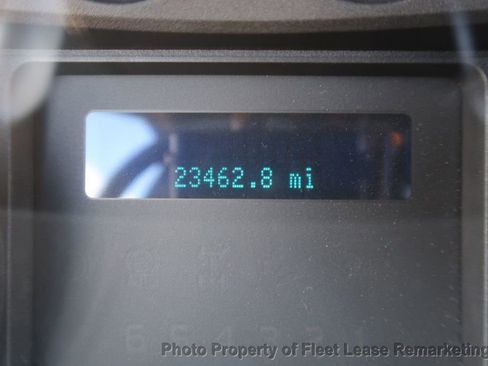 23462.8 mi
Photo Property of Fleet Lease Remarketing